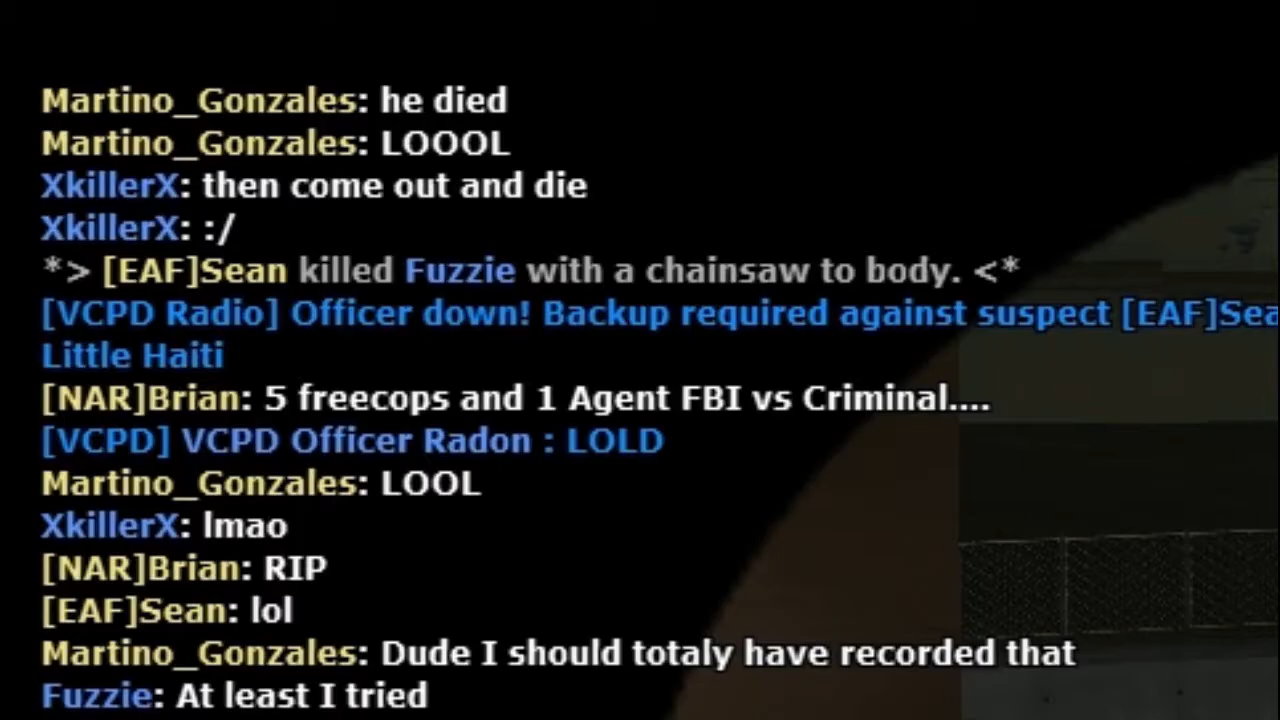 Martino_Gonzales: he died
Martino_Gonzales: LOOOL
XkillerX: then come out and die
XkillerX: :/
*> [EAF]Sean killed Fuzzie with a chainsaw to body. <*
[VCPD Radio] Officer down! Backup required against suspect [EAF]Sea
Little Haiti
[NAR]Brian: 5 freecops and 1 Agent FBI vs Criminal....
[VCPD] VCPD Officer Radon : LOLD
Martino_Gonzales: LOOL
XkillerX: lmao
[NAR]Brian: RIP
[EAF]Sean: lol
Martino_Gonzales: Dude I should totaly have recorded that
Fuzzie: At least I tried